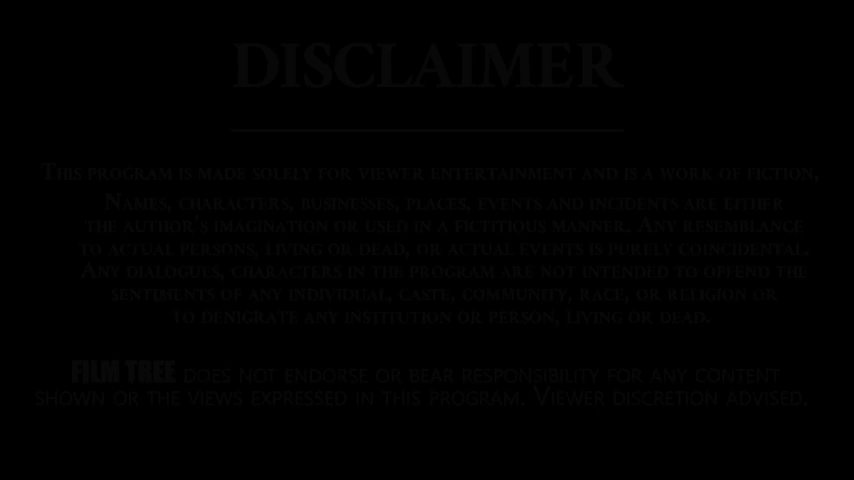 DISCLAIMER
THIS PROGRAM IS MADE SOLELY FOR VIEWER ENTERTAINMENT AND IS A WORK OF FICTION.
NAMES, CHARACTERS, BUSINESSES, PLACES, EVENTS AND INCIDENTS ARE EITHER
THE AUTHOR'S IMAGINATION OR USED IN A FICTITIOUS MANNER. ANY RESEMBLANCE
TO ACTUAL PERSONS, LIVING OR DEAD, OR ACTUAL EVENTS IS PURELY COINCIDENTAL.
ANY DIALOGUES, CHARACTERS IN THE PROGRAM ARE NOT INTENDED TO OFFEND THE
SENTIMENTS OF ANY INDIVIDUAL, CASTE, COMMUNITY, RACE, OR RELIGION OR
TO DENIGRATE ANY INSTITUTION OR PERSON, LIVING OR DEAD.
FILM TREE DOES NOT ENDORSE OR BEAR RESPONSIBILITY FOR ANY CONTENT
SHOWN OR THE VIEWS EXPRESSED IN THIS PROGRAM. VIEWER DISCRETION ADVISED.